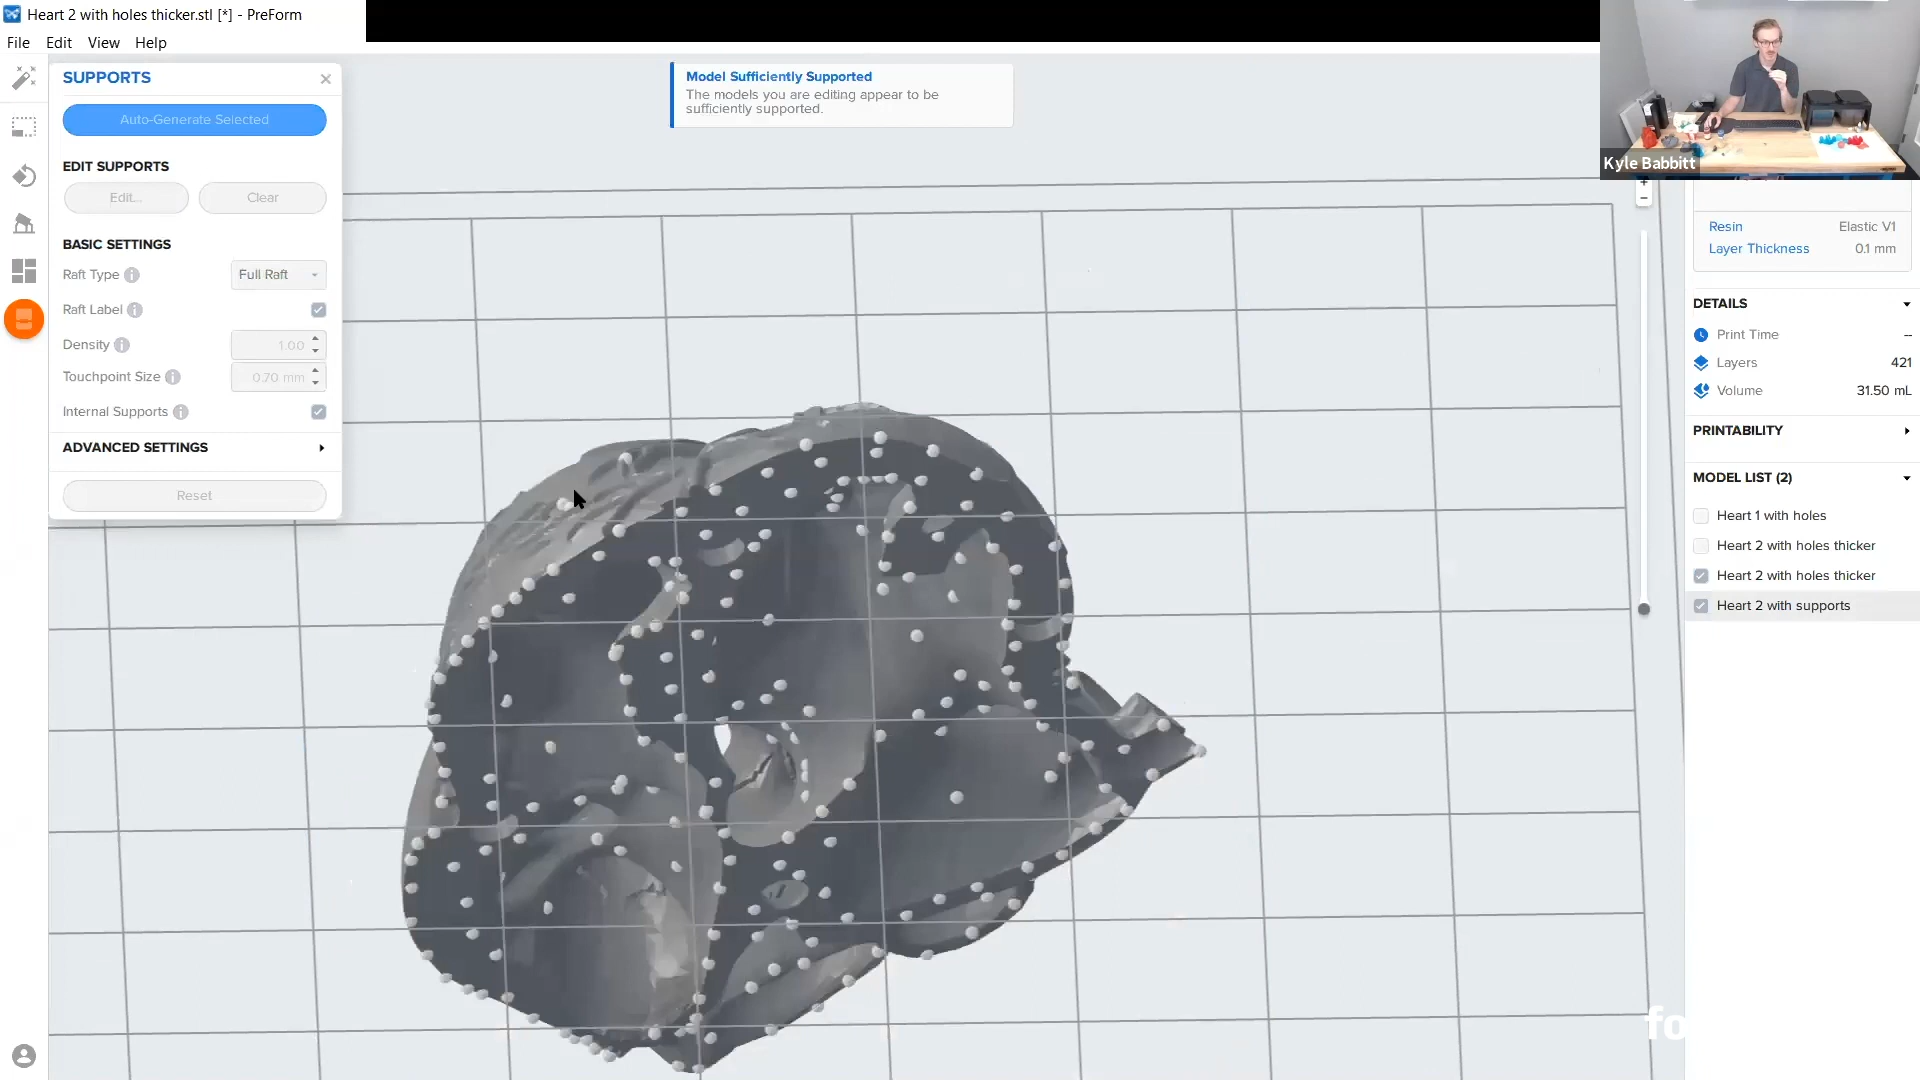 Heart 2 with holes thicker.stl [*] - PreForm
File Edit View Help
SUPPORTS
Auto-Generate Selected
EDIT SUPPORTS
Edit... Clear
BASIC SETTINGS
Raft Type Full Raft
Raft Label
Density 1.00
Touchpoint Size 0.70 mm
Internal Supports
ADVANCED SETTINGS
Reset
Model Sufficiently Supported
The models you are editing appear to be
sufficiently supported.
Kyle Babbitt
+
−
Resin Elastic V1
Layer Thickness 0.1 mm
DETAILS
Print Time --
Layers 421
Volume 31.50 mL
PRINTABILITY
MODEL LIST (2)
Heart 1 with holes
Heart 2 with holes thicker
Heart 2 with holes thicker
Heart 2 with supports
fo